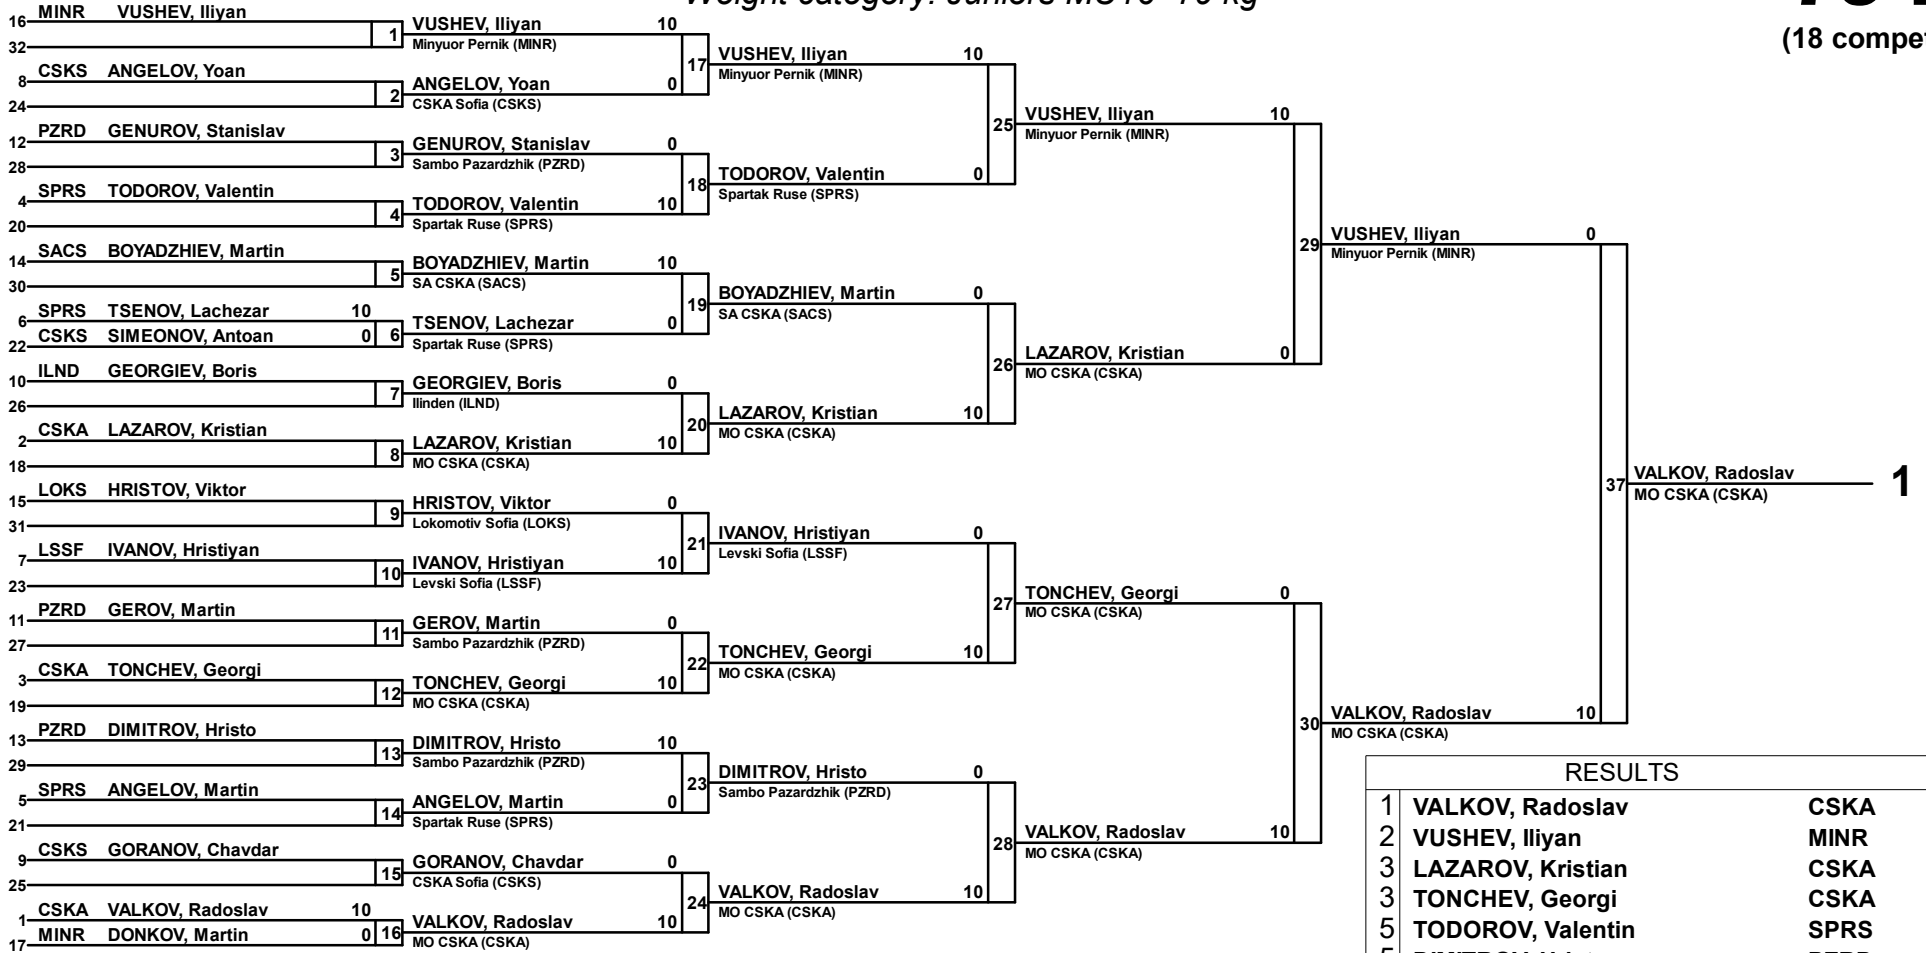 Weight category: Juniors MU18 -79 kg
(18 compet
16 MINR VUSHEV, Iliyan
32
1
8 CSKS ANGELOV, Yoan
24
2
12 PZRD GENUROV, Stanislav
28
3
4 SPRS TODOROV, Valentin
20
4
14 SACS BOYADZHIEV, Martin
30
5
6 SPRS TSENOV, Lachezar 10
22 CSKS SIMEONOV, Antoan 0
6
10 ILND GEORGIEV, Boris
26
7
2 CSKA LAZAROV, Kristian
18
8
15 LOKS HRISTOV, Viktor
31
9
7 LSSF IVANOV, Hristiyan
23
10
11 PZRD GEROV, Martin
27
11
3 CSKA TONCHEV, Georgi
19
12
13 PZRD DIMITROV, Hristo
29
13
5 SPRS ANGELOV, Martin
21
14
9 CSKS GORANOV, Chavdar
25
15
1 CSKA VALKOV, Radoslav 10
17 MINR DONKOV, Martin 0
16
VUSHEV, Iliyan 10
Minyuor Pernik (MINR)
17
ANGELOV, Yoan 0
CSKA Sofia (CSKS)
GENUROV, Stanislav 0
Sambo Pazardzhik (PZRD)
18
TODOROV, Valentin 10
Spartak Ruse (SPRS)
BOYADZHIEV, Martin 10
SA CSKA (SACS)
19
TSENOV, Lachezar 0
Spartak Ruse (SPRS)
GEORGIEV, Boris 0
Ilinden (ILND)
20
LAZAROV, Kristian 10
MO CSKA (CSKA)
HRISTOV, Viktor 0
Lokomotiv Sofia (LOKS)
21
IVANOV, Hristiyan 10
Levski Sofia (LSSF)
GEROV, Martin 0
Sambo Pazardzhik (PZRD)
22
TONCHEV, Georgi 10
MO CSKA (CSKA)
DIMITROV, Hristo 10
Sambo Pazardzhik (PZRD)
23
ANGELOV, Martin 0
Spartak Ruse (SPRS)
GORANOV, Chavdar 0
CSKA Sofia (CSKS)
24
VALKOV, Radoslav 10
MO CSKA (CSKA)
VUSHEV, Iliyan 10
Minyuor Pernik (MINR)
25
TODOROV, Valentin 0
Spartak Ruse (SPRS)
BOYADZHIEV, Martin 0
SA CSKA (SACS)
26
LAZAROV, Kristian 10
MO CSKA (CSKA)
IVANOV, Hristiyan 0
Levski Sofia (LSSF)
27
TONCHEV, Georgi 10
MO CSKA (CSKA)
DIMITROV, Hristo 0
Sambo Pazardzhik (PZRD)
28
VALKOV, Radoslav 10
MO CSKA (CSKA)
VUSHEV, Iliyan 10
Minyuor Pernik (MINR)
29
LAZAROV, Kristian 0
MO CSKA (CSKA)
TONCHEV, Georgi 0
MO CSKA (CSKA)
30
VALKOV, Radoslav 10
MO CSKA (CSKA)
VUSHEV, Iliyan 0
Minyuor Pernik (MINR)
37
VALKOV, Radoslav 10
MO CSKA (CSKA)
VALKOV, Radoslav
MO CSKA (CSKA)
1
RESULTS
1 VALKOV, Radoslav CSKA
2 VUSHEV, Iliyan MINR
3 LAZAROV, Kristian CSKA
3 TONCHEV, Georgi CSKA
5 TODOROV, Valentin SPRS
5 DIMITROV, Hristo PZRD